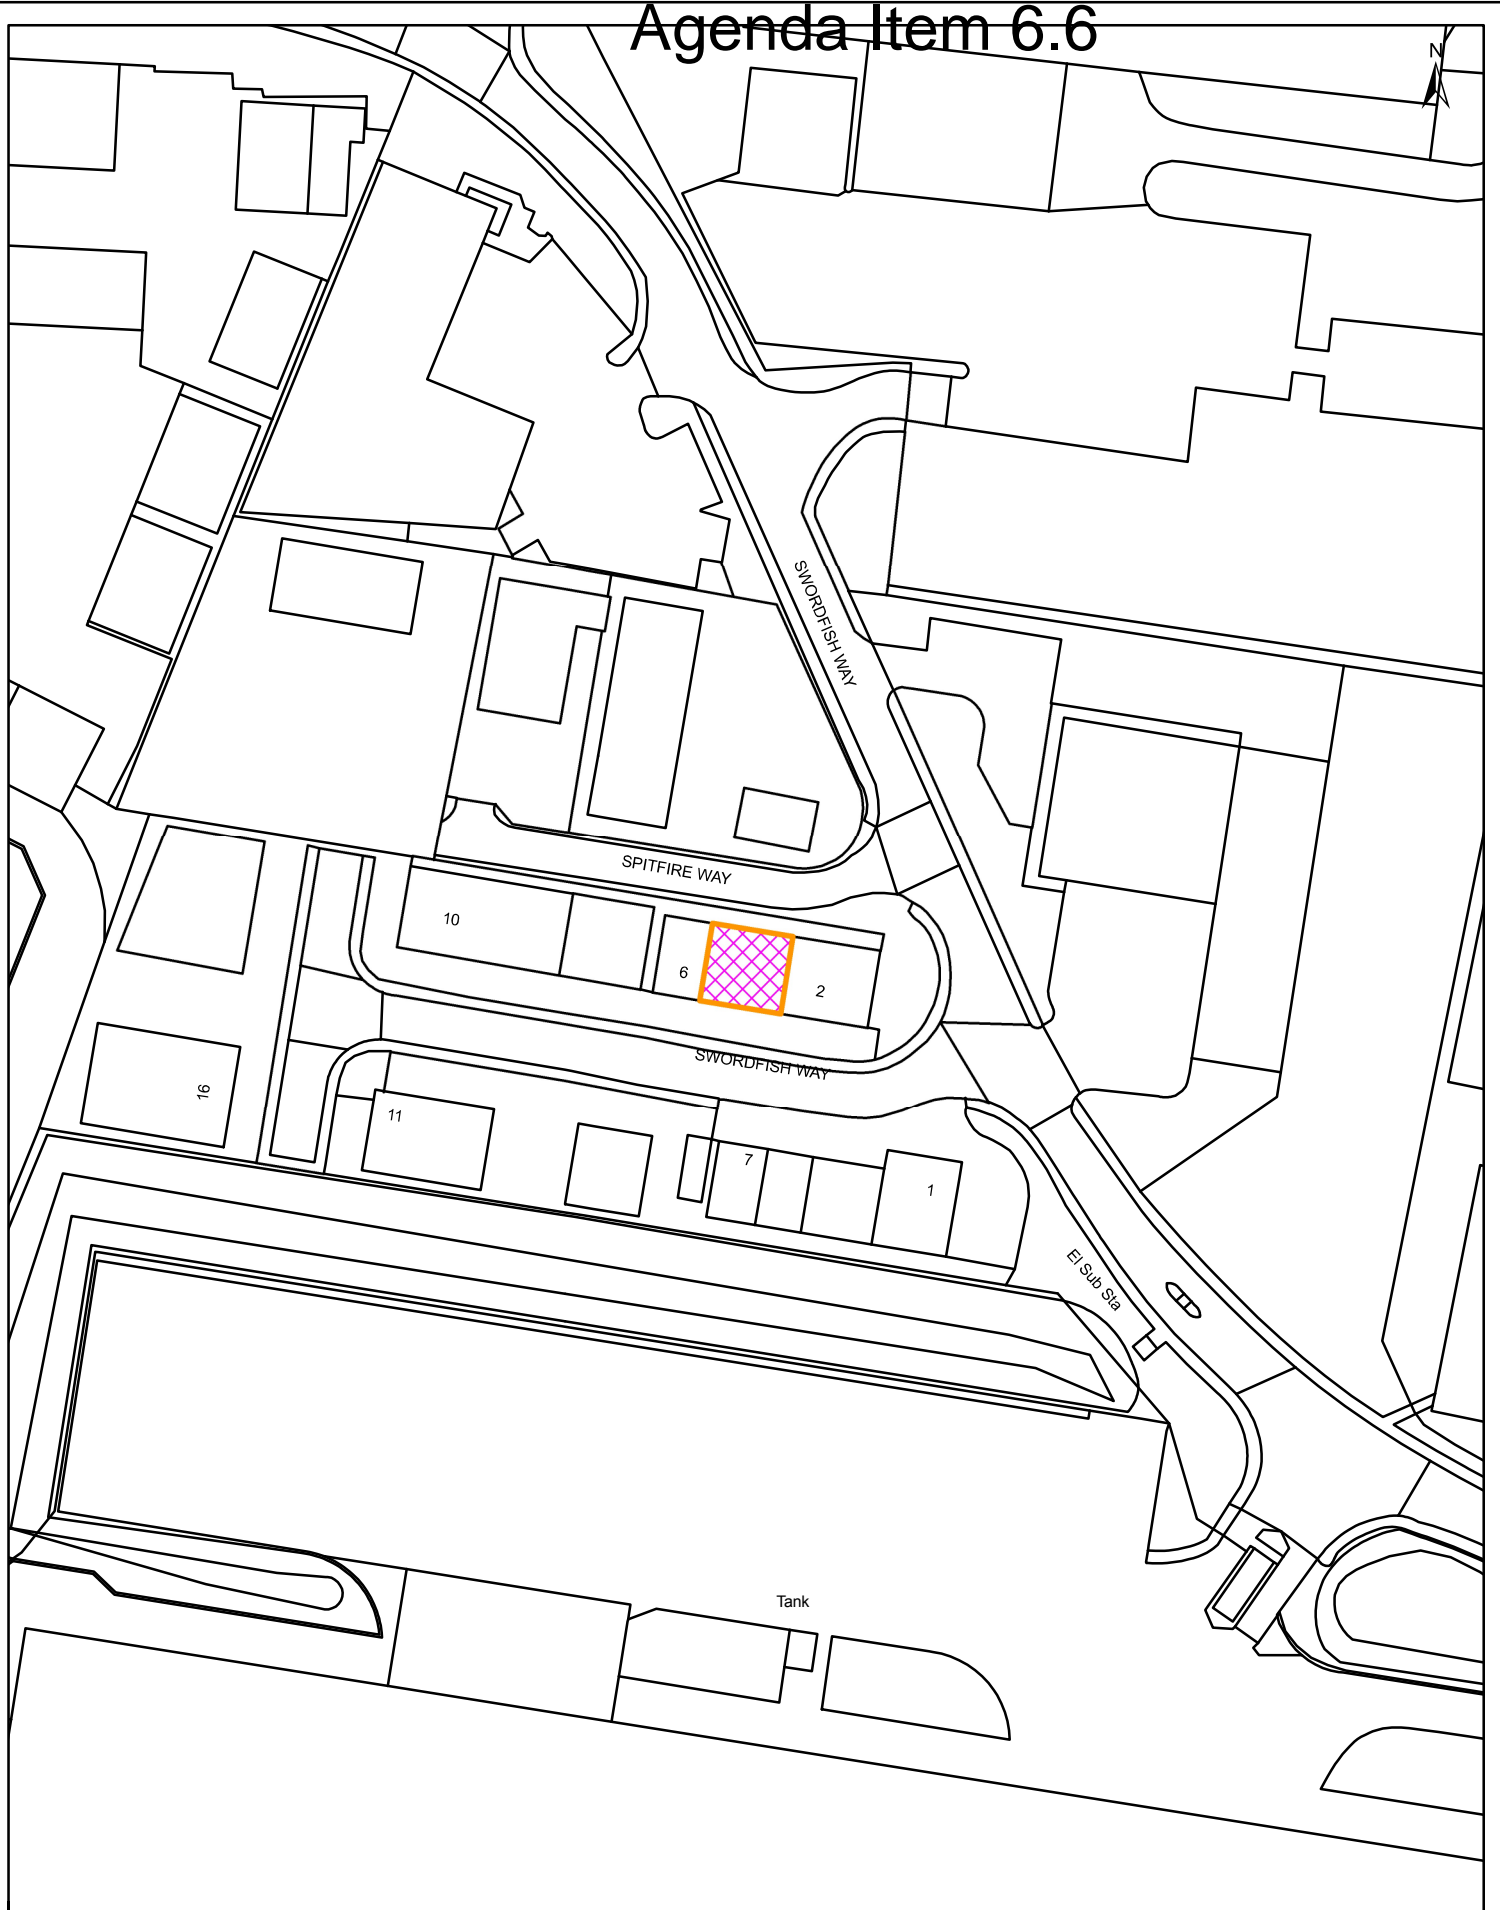 Agenda Item 6.6
N
SWORDFISH WAY
SPITFIRE WAY
10
6
2
SWORDFISH WAY
16
11
7
1
El Sub Sta
Tank